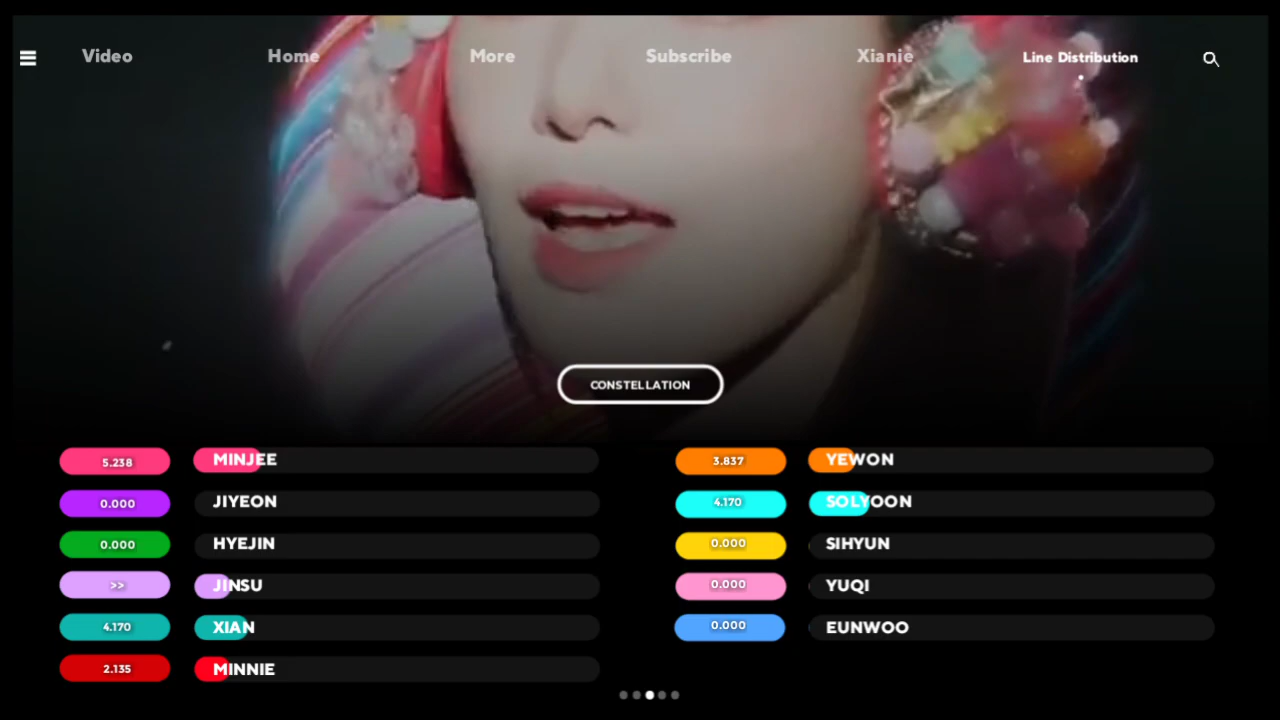 Video Home More Subscribe Xianie Line Distribution
CONSTELLATION
5.238 MINJEE
0.000 JIYEON
0.000 HYEJIN
>> JINSU
4.170 XIAN
2.135 MINNIE
3.837 YEWON
4.170 SOLYOON
0.000 SIHYUN
0.000 YUQI
0.000 EUNWOO